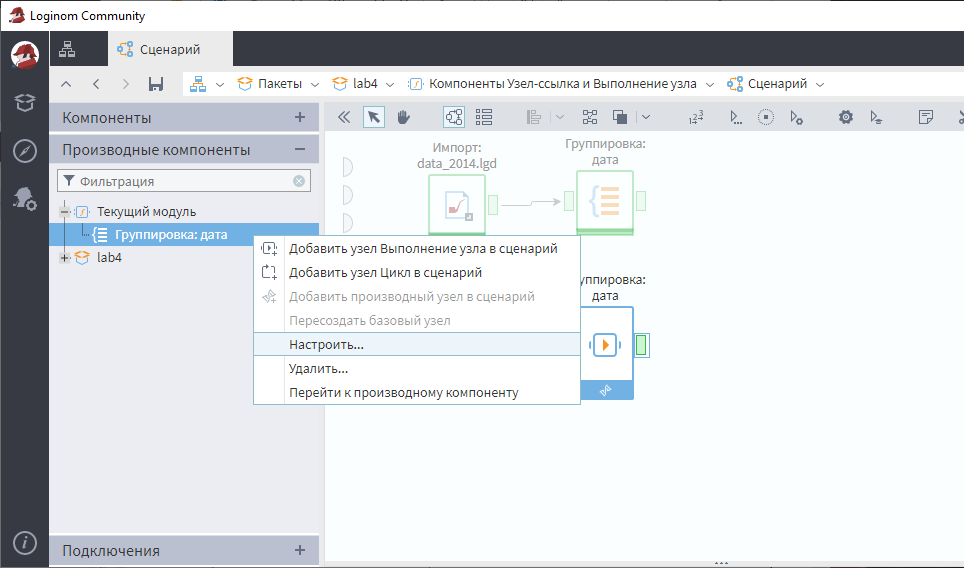 Loginom Community
Сценарий
Пакеты
lab4
Компоненты Узел-ссылка и Выполнение узла
Сценарий
Компоненты
Производные компоненты
Фильтрация
Текущий модуль
Группировка: дата
lab4
Импорт:
data_2014.lgd
Группировка:
дата
Добавить узел Выполнение узла в сценарий
Добавить узел Цикл в сценарий
Добавить производный узел в сценарий
Пересоздать базовый узел
Настроить...
Удалить...
Перейти к производному компоненту
уппировка:
дата
Подключения